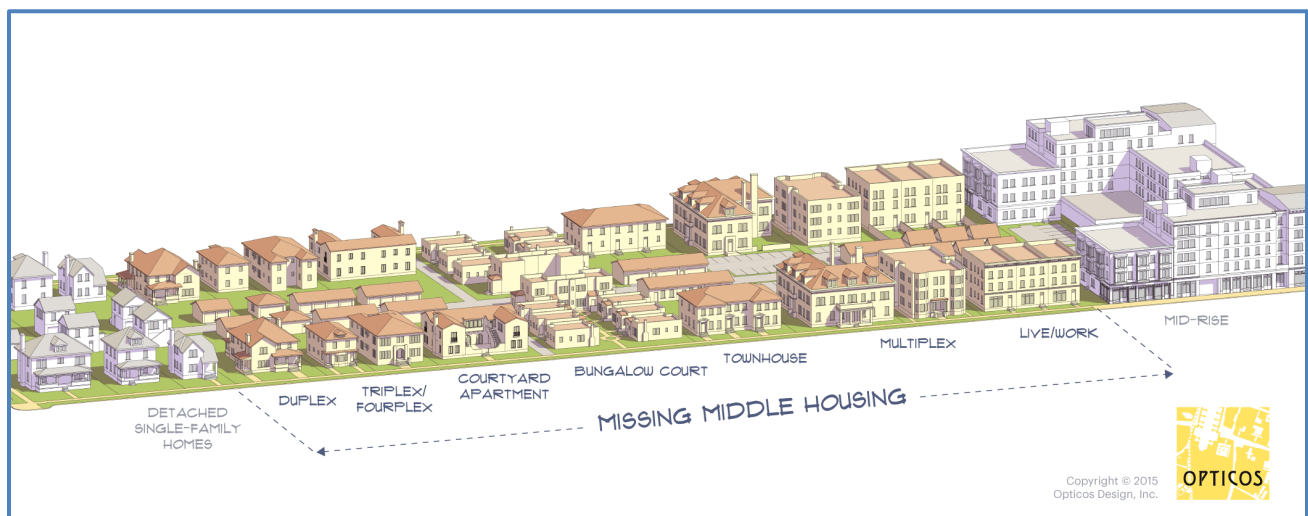 DETACHED
SINGLE-FAMILY
HOMES
DUPLEX
TRIPLEX/
FOURPLEX
COURTYARD
APARTMENT
BUNGALOW COURT
TOWNHOUSE
MULTIPLEX
LIVE/WORK
MID-RISE
MISSING MIDDLE HOUSING
Copyright © 2015
Opticos Design, Inc.
OPTICOS